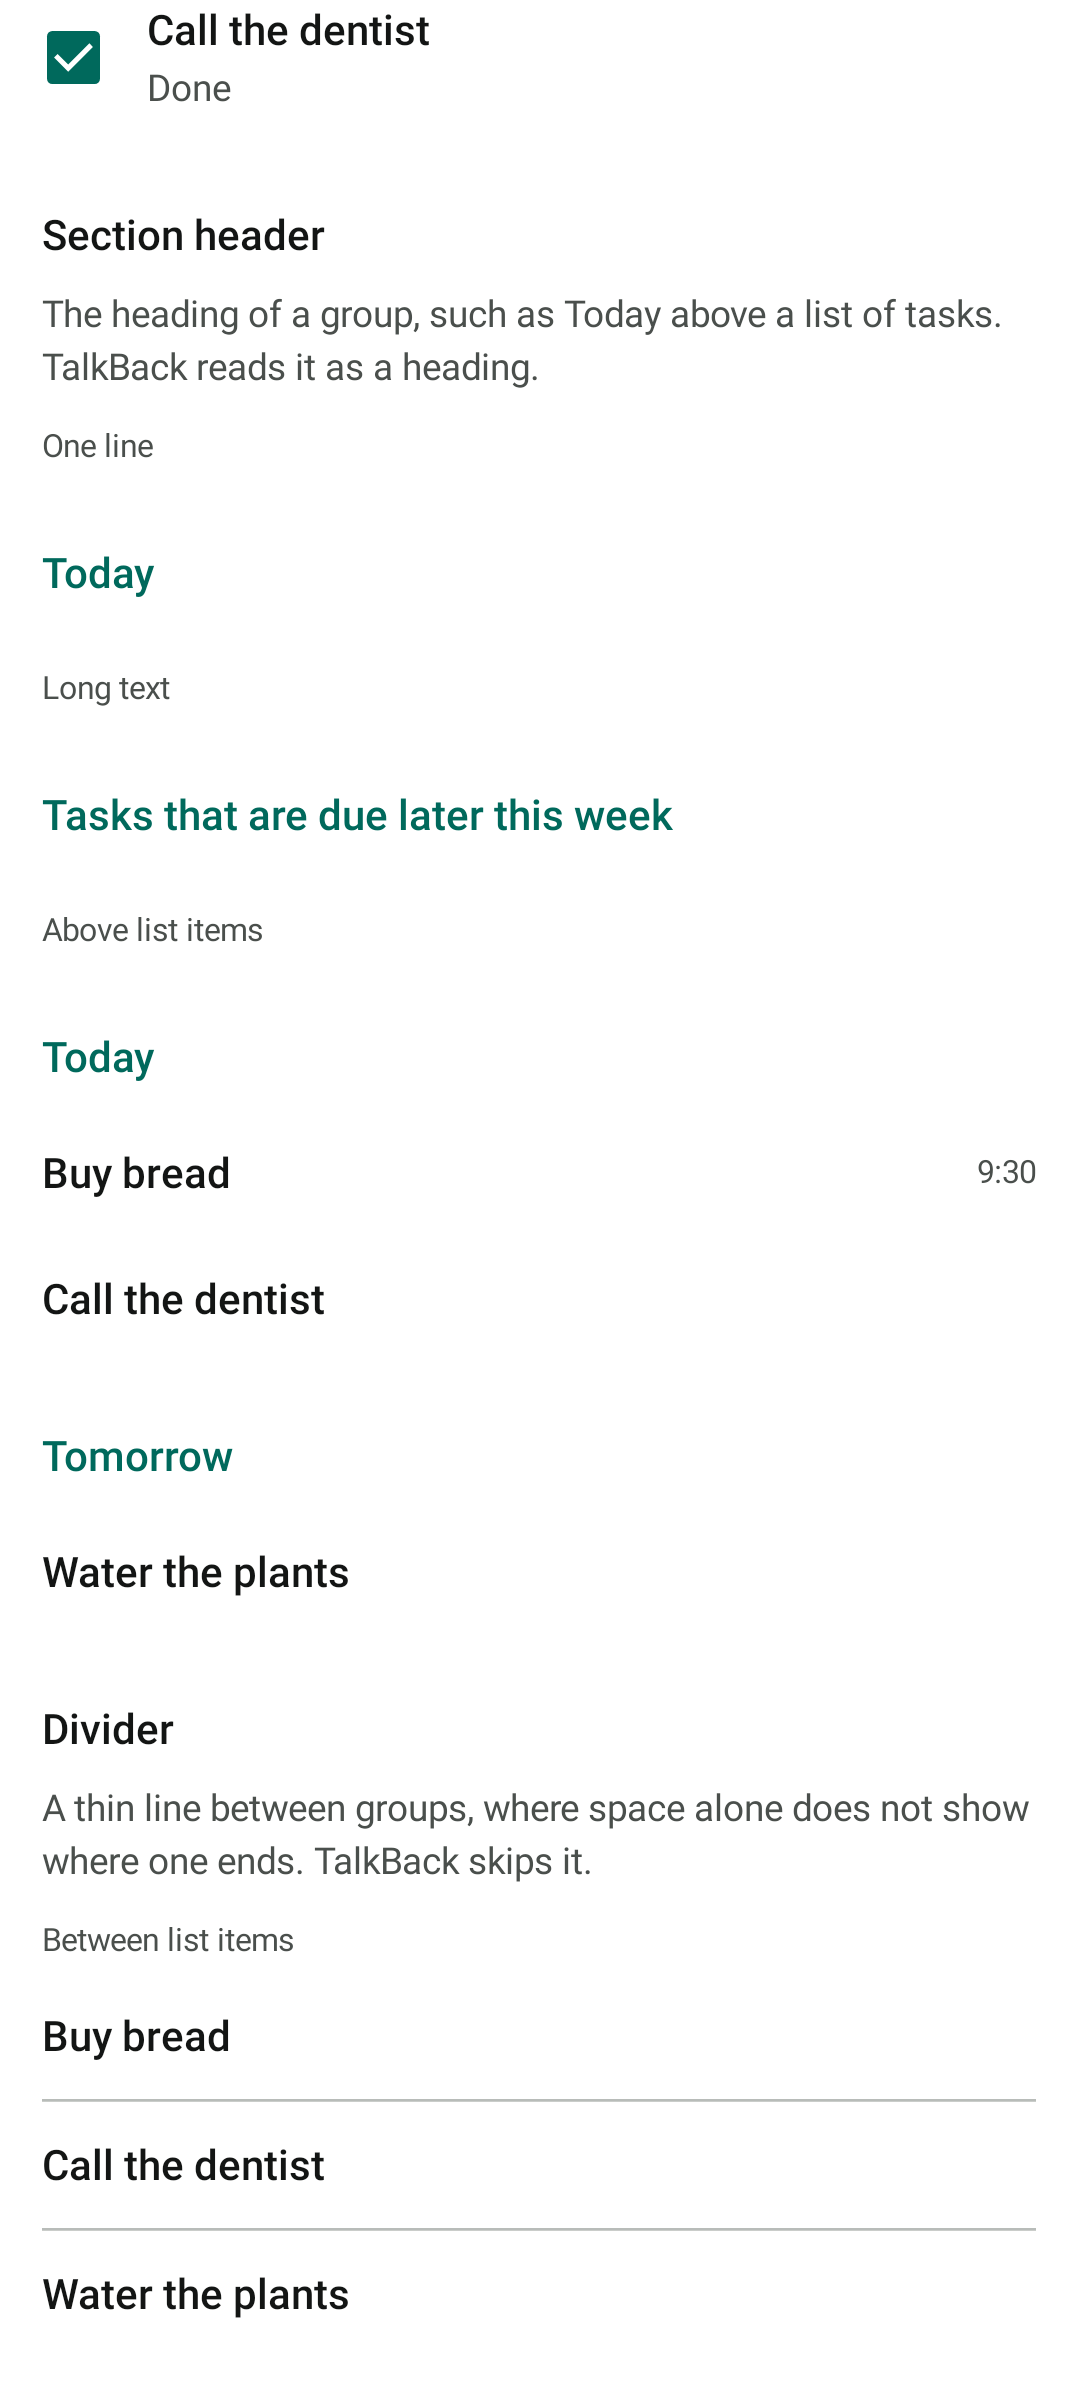 Call the dentist
Done
Section header
The heading of a group, such as Today above a list of tasks.
TalkBack reads it as a heading.
One line
Today
Long text
Tasks that are due later this week
Above list items
Today
Buy bread 9:30
Call the dentist
Tomorrow
Water the plants
Divider
A thin line between groups, where space alone does not show
where one ends. TalkBack skips it.
Between list items
Buy bread
Call the dentist
Water the plants